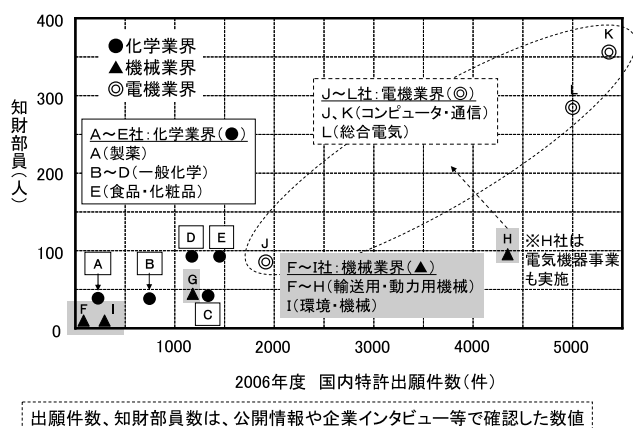 400
300
200
100
0
知財部員(人)
●化学業界
▲機械業界
◎電機業界
A～E社:化学業界(●)
A(製薬)
B～D(一般化学)
E(食品・化粧品)
J～L社:電機業界(◎)
J、K(コンピュータ・通信)
L(総合電気)
K
L
J
H
※H社は
電気機器事業
も実施
F～I社:機械業界(▲)
F～H(輸送用・動力用機械)
I(環境・機械)
D
E
A
B
G
C
F
I
1000 2000 3000 4000 5000
2006年度 国内特許出願件数(件)
出願件数、知財部員数は、公開情報や企業インタビュー等で確認した数値